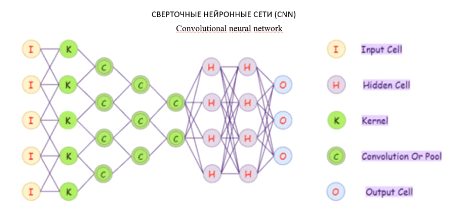 СВЕРТОЧНЫЕ НЕЙРОННЫЕ СЕТИ (CNN)
Convolutional neural network
I K C C C H H O I Input Cell
I K C C C H H O H Hidden Cell
I K C C H H O K Kernel
I K C C H H C Convolution Or Pool
I K O Output Cell